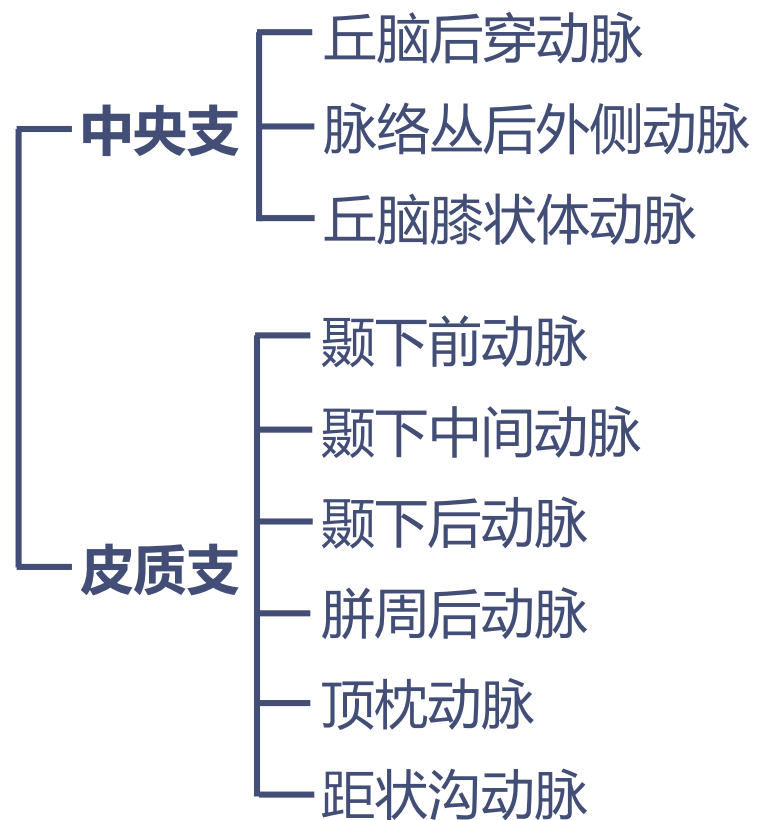 中央支
丘脑后穿动脉
脉络丛后外侧动脉
丘脑膝状体动脉
皮质支
颞下前动脉
颞下中间动脉
颞下后动脉
胼周后动脉
顶枕动脉
距状沟动脉